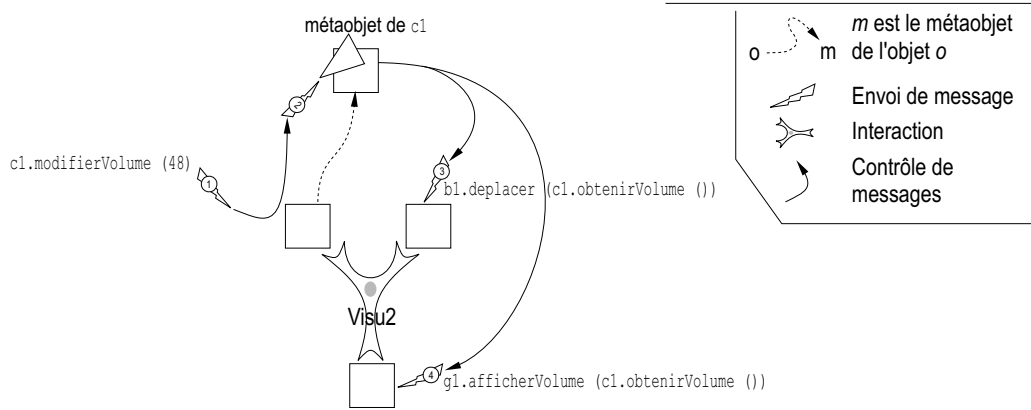 métaobjet de c1
2
c1.modifierVolume (48)
1
3
b1.deplacer (c1.obtenirVolume ())
Visu2
4
g1.afficherVolume (c1.obtenirVolume ())
o m
m est le métaobjet
de l'objet o
Envoi de message
Interaction
Contrôle de
messages